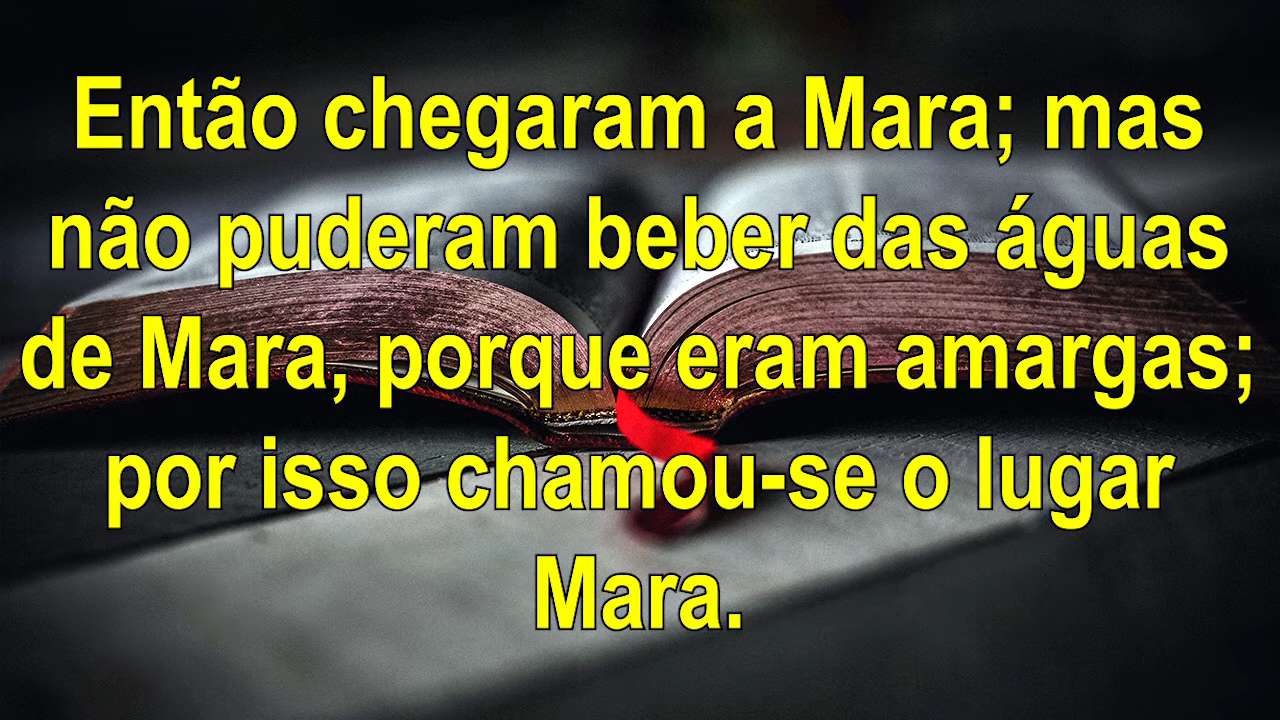 Então chegaram a Mara; mas
não puderam beber das águas
de Mara, porque eram amargas;
por isso chamou-se o lugar
Mara.